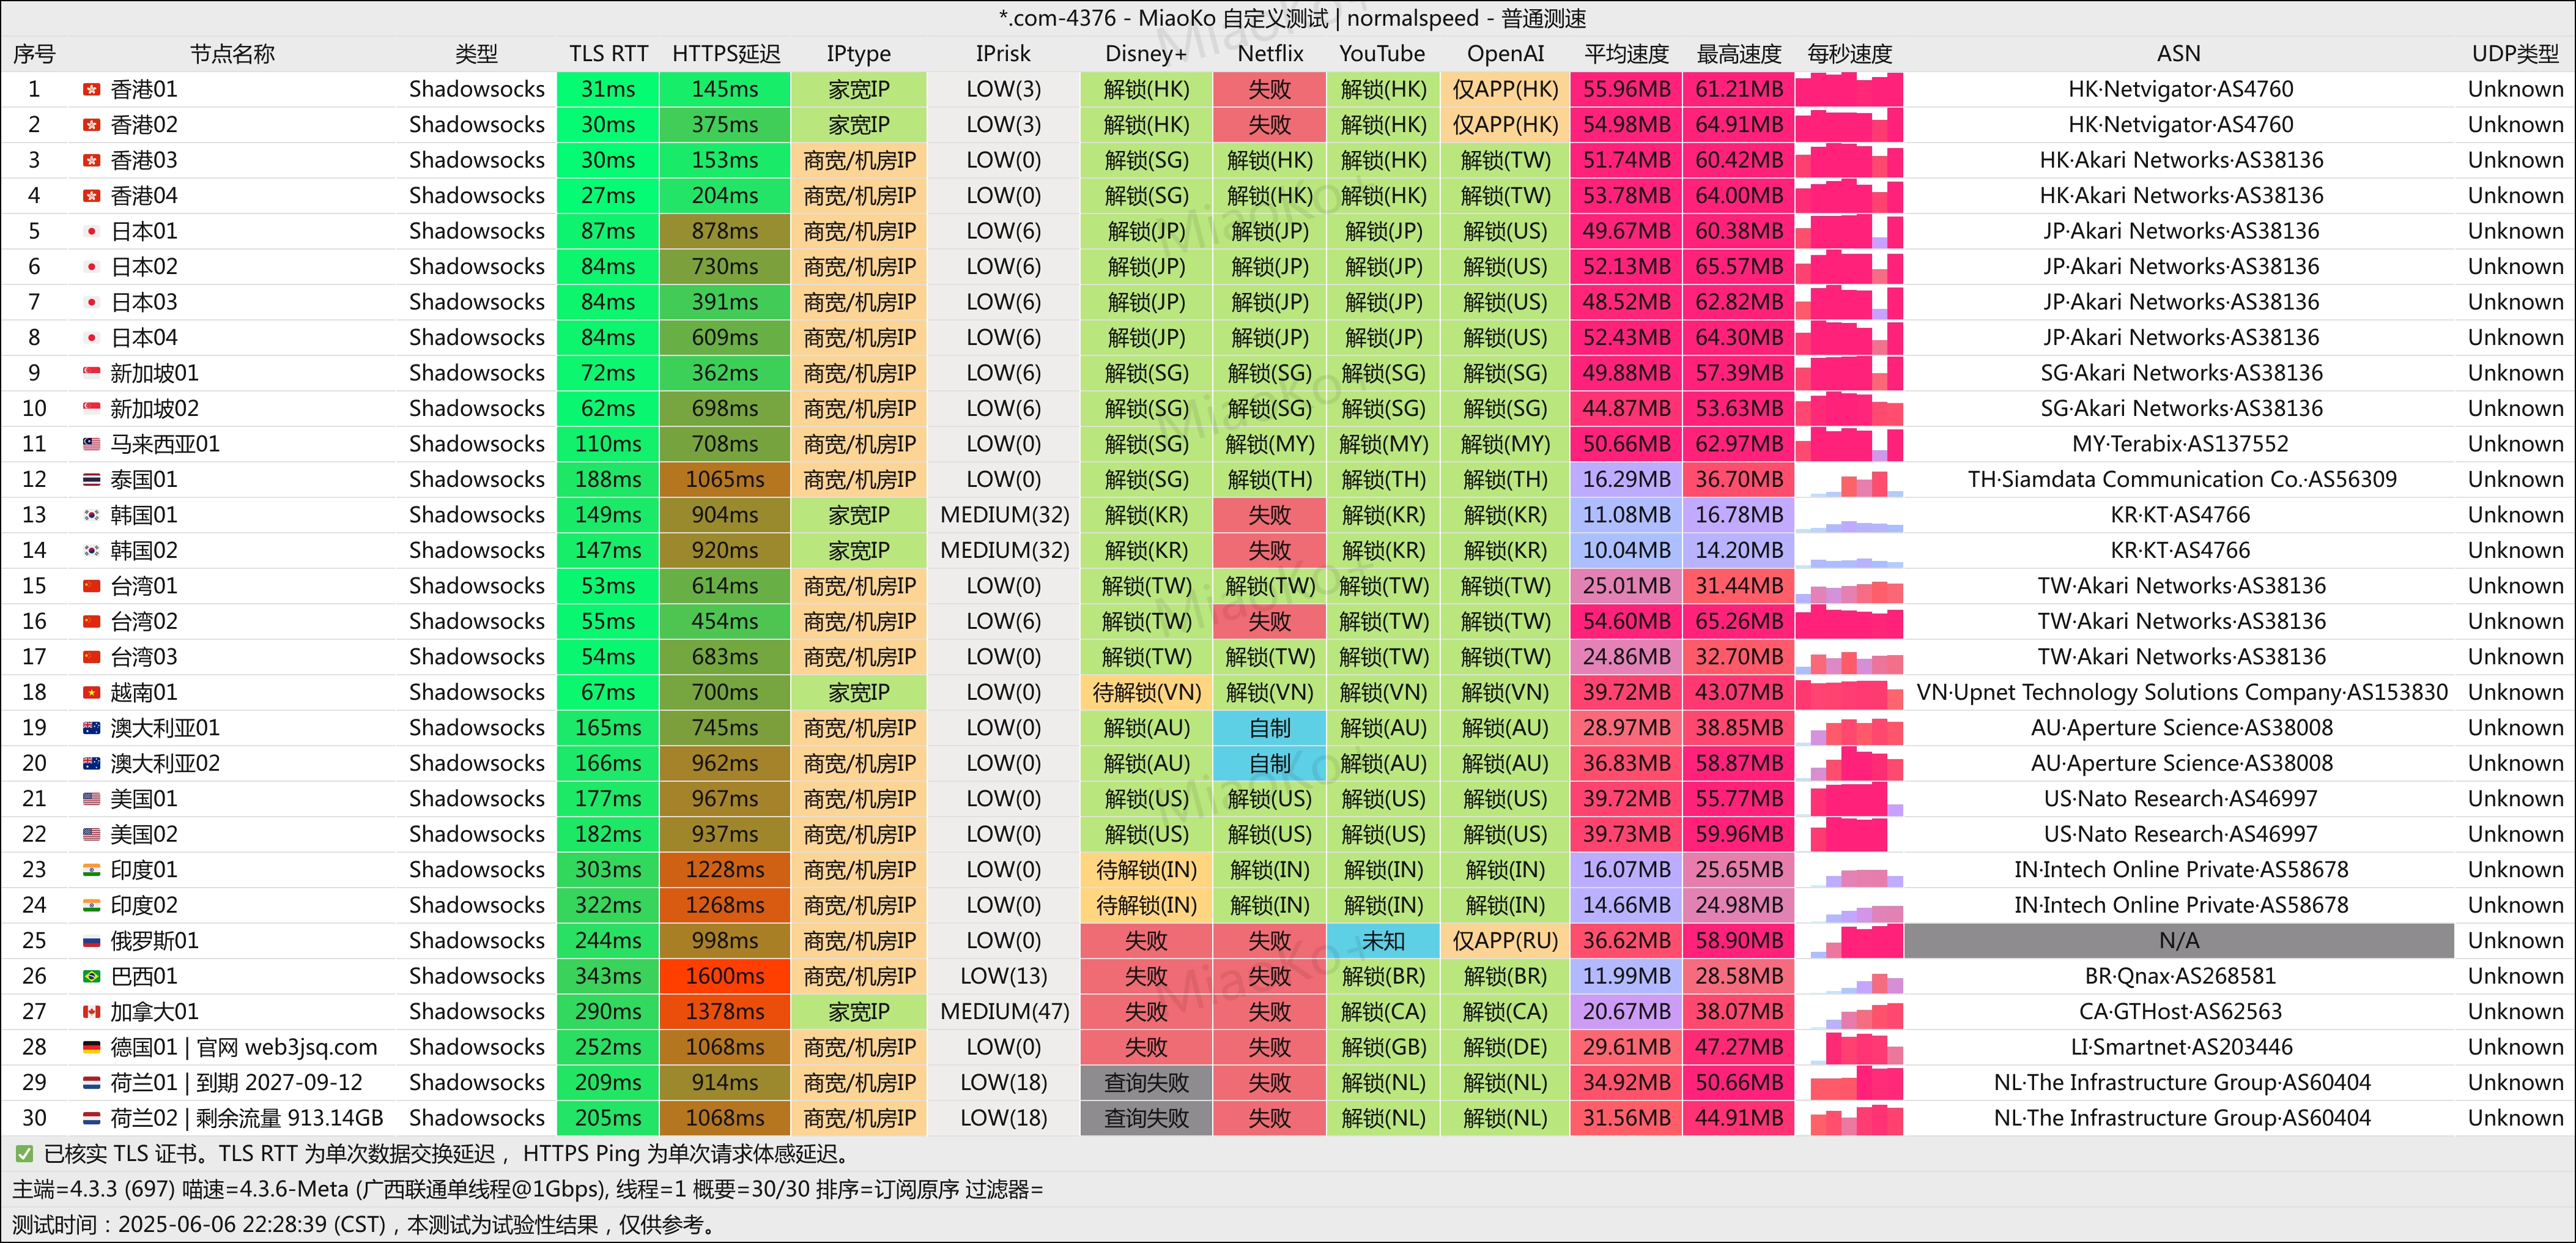 *.com-4376 - MiaoKo 自定义测试 | normalspeed - 普通测速
序号 节点名称 类型 TLS RTT HTTPS延迟 IPtype IPrisk Disney+ Netflix YouTube OpenAI 平均速度 最高速度 每秒速度 ASN UDP类型
1 香港01 Shadowsocks 31ms 145ms 家宽IP LOW(3) 解锁(HK) 失败 解锁(HK) 仅APP(HK) 55.96MB 61.21MB HK·Netvigator·AS4760 Unknown
2 香港02 Shadowsocks 30ms 375ms 家宽IP LOW(3) 解锁(HK) 失败 解锁(HK) 仅APP(HK) 54.98MB 64.91MB HK·Netvigator·AS4760 Unknown
3 香港03 Shadowsocks 30ms 153ms 商宽/机房IP LOW(0) 解锁(SG) 解锁(HK) 解锁(HK) 解锁(TW) 51.74MB 60.42MB HK·Akari Networks·AS38136 Unknown
4 香港04 Shadowsocks 27ms 204ms 商宽/机房IP LOW(0) 解锁(SG) 解锁(HK) 解锁(HK) 解锁(TW) 53.78MB 64.00MB HK·Akari Networks·AS38136 Unknown
5 日本01 Shadowsocks 87ms 878ms 商宽/机房IP LOW(6) 解锁(JP) 解锁(JP) 解锁(JP) 解锁(US) 49.67MB 60.38MB JP·Akari Networks·AS38136 Unknown
6 日本02 Shadowsocks 84ms 730ms 商宽/机房IP LOW(6) 解锁(JP) 解锁(JP) 解锁(JP) 解锁(US) 52.13MB 65.57MB JP·Akari Networks·AS38136 Unknown
7 日本03 Shadowsocks 84ms 391ms 商宽/机房IP LOW(6) 解锁(JP) 解锁(JP) 解锁(JP) 解锁(US) 48.52MB 62.82MB JP·Akari Networks·AS38136 Unknown
8 日本04 Shadowsocks 84ms 609ms 商宽/机房IP LOW(6) 解锁(JP) 解锁(JP) 解锁(JP) 解锁(US) 52.43MB 64.30MB JP·Akari Networks·AS38136 Unknown
9 新加坡01 Shadowsocks 72ms 362ms 商宽/机房IP LOW(6) 解锁(SG) 解锁(SG) 解锁(SG) 解锁(SG) 49.88MB 57.39MB SG·Akari Networks·AS38136 Unknown
10 新加坡02 Shadowsocks 62ms 698ms 商宽/机房IP LOW(6) 解锁(SG) 解锁(SG) 解锁(SG) 解锁(SG) 44.87MB 53.63MB SG·Akari Networks·AS38136 Unknown
11 马来西亚01 Shadowsocks 110ms 708ms 商宽/机房IP LOW(0) 解锁(SG) 解锁(MY) 解锁(MY) 解锁(MY) 50.66MB 62.97MB MY·Terabix·AS137552 Unknown
12 泰国01 Shadowsocks 188ms 1065ms 商宽/机房IP LOW(0) 解锁(SG) 解锁(TH) 解锁(TH) 解锁(TH) 16.29MB 36.70MB TH·Siamdata Communication Co.·AS56309 Unknown
13 韩国01 Shadowsocks 149ms 904ms 家宽IP MEDIUM(32) 解锁(KR) 失败 解锁(KR) 解锁(KR) 11.08MB 16.78MB KR·KT·AS4766 Unknown
14 韩国02 Shadowsocks 147ms 920ms 家宽IP MEDIUM(32) 解锁(KR) 失败 解锁(KR) 解锁(KR) 10.04MB 14.20MB KR·KT·AS4766 Unknown
15 台湾01 Shadowsocks 53ms 614ms 商宽/机房IP LOW(0) 解锁(TW) 解锁(TW) 解锁(TW) 解锁(TW) 25.01MB 31.44MB TW·Akari Networks·AS38136 Unknown
16 台湾02 Shadowsocks 55ms 454ms 商宽/机房IP LOW(6) 解锁(TW) 失败 解锁(TW) 解锁(TW) 54.60MB 65.26MB TW·Akari Networks·AS38136 Unknown
17 台湾03 Shadowsocks 54ms 683ms 商宽/机房IP LOW(0) 解锁(TW) 解锁(TW) 解锁(TW) 解锁(TW) 24.86MB 32.70MB TW·Akari Networks·AS38136 Unknown
18 越南01 Shadowsocks 67ms 700ms 家宽IP LOW(0) 待解锁(VN) 解锁(VN) 解锁(VN) 解锁(VN) 39.72MB 43.07MB VN·Upnet Technology Solutions Company·AS153830 Unknown
19 澳大利亚01 Shadowsocks 165ms 745ms 商宽/机房IP LOW(0) 解锁(AU) 自制 解锁(AU) 解锁(AU) 28.97MB 38.85MB AU·Aperture Science·AS38008 Unknown
20 澳大利亚02 Shadowsocks 166ms 962ms 商宽/机房IP LOW(0) 解锁(AU) 自制 解锁(AU) 解锁(AU) 36.83MB 58.87MB AU·Aperture Science·AS38008 Unknown
21 美国01 Shadowsocks 177ms 967ms 商宽/机房IP LOW(0) 解锁(US) 解锁(US) 解锁(US) 解锁(US) 39.72MB 55.77MB US·Nato Research·AS46997 Unknown
22 美国02 Shadowsocks 182ms 937ms 商宽/机房IP LOW(0) 解锁(US) 解锁(US) 解锁(US) 解锁(US) 39.73MB 59.96MB US·Nato Research·AS46997 Unknown
23 印度01 Shadowsocks 303ms 1228ms 商宽/机房IP LOW(0) 待解锁(IN) 解锁(IN) 解锁(IN) 解锁(IN) 16.07MB 25.65MB IN·Intech Online Private·AS58678 Unknown
24 印度02 Shadowsocks 322ms 1268ms 商宽/机房IP LOW(0) 待解锁(IN) 解锁(IN) 解锁(IN) 解锁(IN) 14.66MB 24.98MB IN·Intech Online Private·AS58678 Unknown
25 俄罗斯01 Shadowsocks 244ms 998ms 商宽/机房IP LOW(0) 失败 失败 未知 仅APP(RU) 36.62MB 58.90MB N/A Unknown
26 巴西01 Shadowsocks 343ms 1600ms 商宽/机房IP LOW(13) 失败 失败 解锁(BR) 解锁(BR) 11.99MB 28.58MB BR·Qnax·AS268581 Unknown
27 加拿大01 Shadowsocks 290ms 1378ms 家宽IP MEDIUM(47) 失败 失败 解锁(CA) 解锁(CA) 20.67MB 38.07MB CA·GTHost·AS62563 Unknown
28 德国01 | 官网 web3jsq.com Shadowsocks 252ms 1068ms 商宽/机房IP LOW(0) 失败 失败 解锁(GB) 解锁(DE) 29.61MB 47.27MB LI·Smartnet·AS203446 Unknown
29 荷兰01 | 到期 2027-09-12 Shadowsocks 209ms 914ms 商宽/机房IP LOW(18) 查询失败 失败 解锁(NL) 解锁(NL) 34.92MB 50.66MB NL·The Infrastructure Group·AS60404 Unknown
30 荷兰02 | 剩余流量 913.14GB Shadowsocks 205ms 1068ms 商宽/机房IP LOW(18) 查询失败 失败 解锁(NL) 解锁(NL) 31.56MB 44.91MB NL·The Infrastructure Group·AS60404 Unknown
✅ 已核实 TLS 证书。TLS RTT 为单次数据交换延迟， HTTPS Ping 为单次请求体感延迟。
主端=4.3.3 (697) 喵速=4.3.6-Meta (广西联通单线程@1Gbps), 线程=1 概要=30/30 排序=订阅原序 过滤器=
测试时间：2025-06-06 22:28:39 (CST)，本测试为试验性结果，仅供参考。